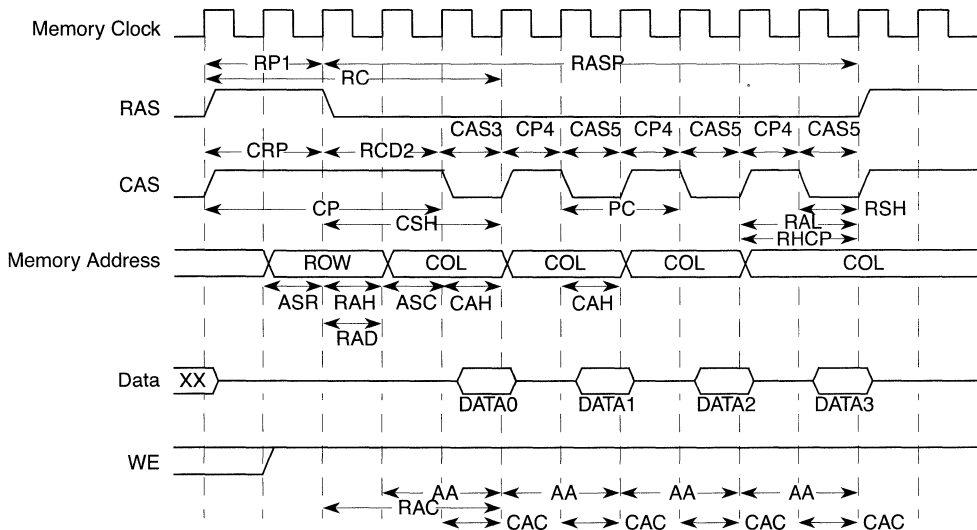 Memory Clock
RP1 RASP
RC
RAS
CAS3 CP4 CAS5 CP4 CAS5 CP4 CAS5
CRP RCD2
CAS
CP PC RSH
CSH RAL
RHCP
Memory Address ROW COL COL COL COL
ASR RAH ASC CAH CAH
RAD
Data XX
DATA0 DATA1 DATA2 DATA3
WE
AA AA AA AA
RAC
CAC CAC CAC CAC